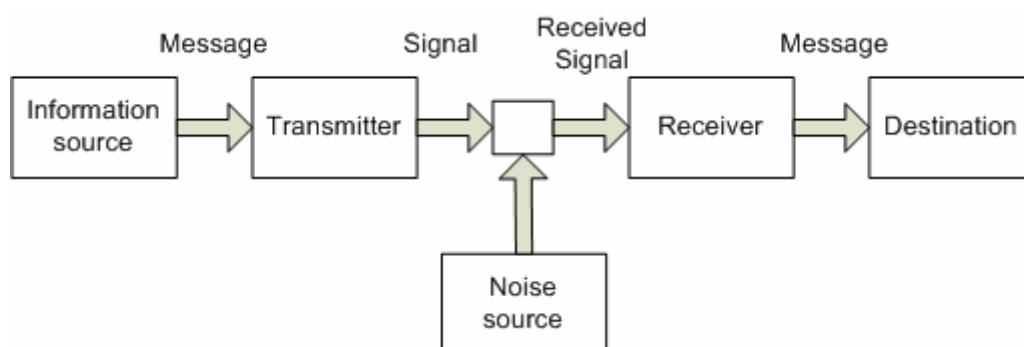 Message
Signal
Received
Signal
Message
Information
source
Transmitter
Receiver
Destination
Noise
source